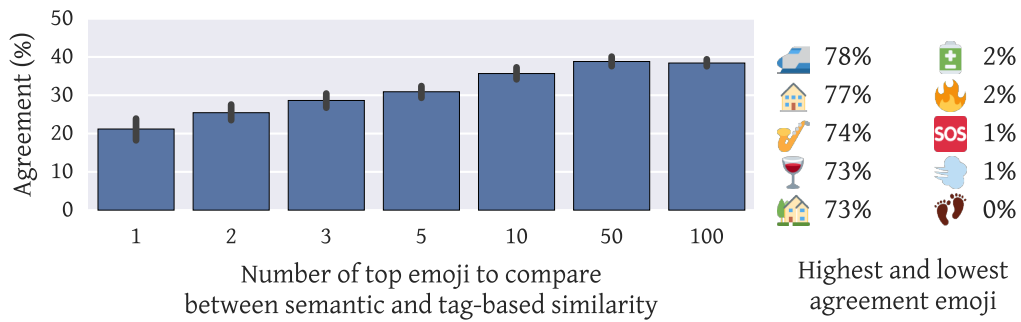 50
40
30
20
10
0
Agreement (%)
1 2 3 5 10 50 100
Number of top emoji to compare
between semantic and tag-based similarity
78% 2%
77% 2%
74% SOS 1%
73% 1%
73% 0%
Highest and lowest
agreement emoji